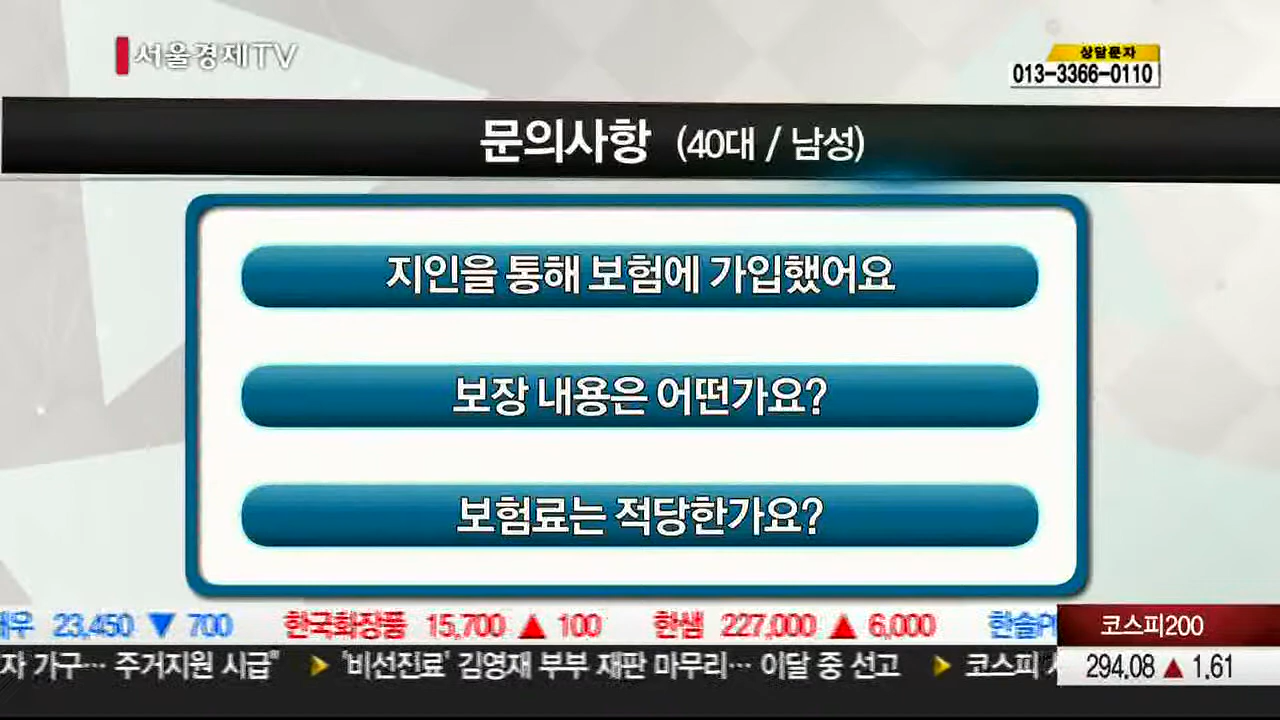 서울경제TV
상담문자
013-3366-0110
문의사항 (40대 / 남성)
지인을 통해 보험에 가입했어요
보장 내용은 어떤가요?
보험료는 적당한가요?
23,450 ▼ 700 한국화장품 15,700 ▲ 100 한샘 227,000 ▲ 6,000 한솔
코스피200
자 가구… 주거지원 시급" ▶ '비선진료' 김영재 부부 재판 마무리… 이달 중 선고 ▶ 코스피
294.08 ▲ 1.61